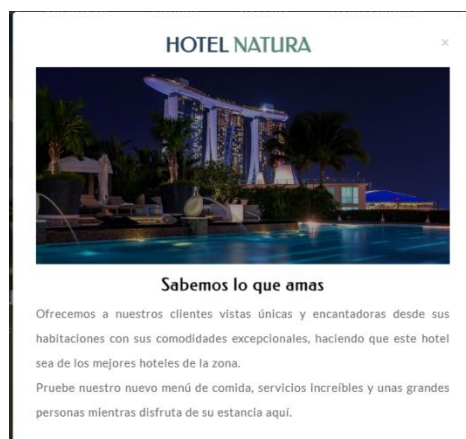 HOTEL NATURA
×
Sabemos lo que amas
Ofrecemos a nuestros clientes vistas únicas y encantadoras desde sus
habitaciones con sus comodidades excepcionales, haciendo que este hotel
sea de los mejores hoteles de la zona.
Pruebe nuestro nuevo menú de comida, servicios increíbles y unas grandes
personas mientras disfruta de su estancia aquí.